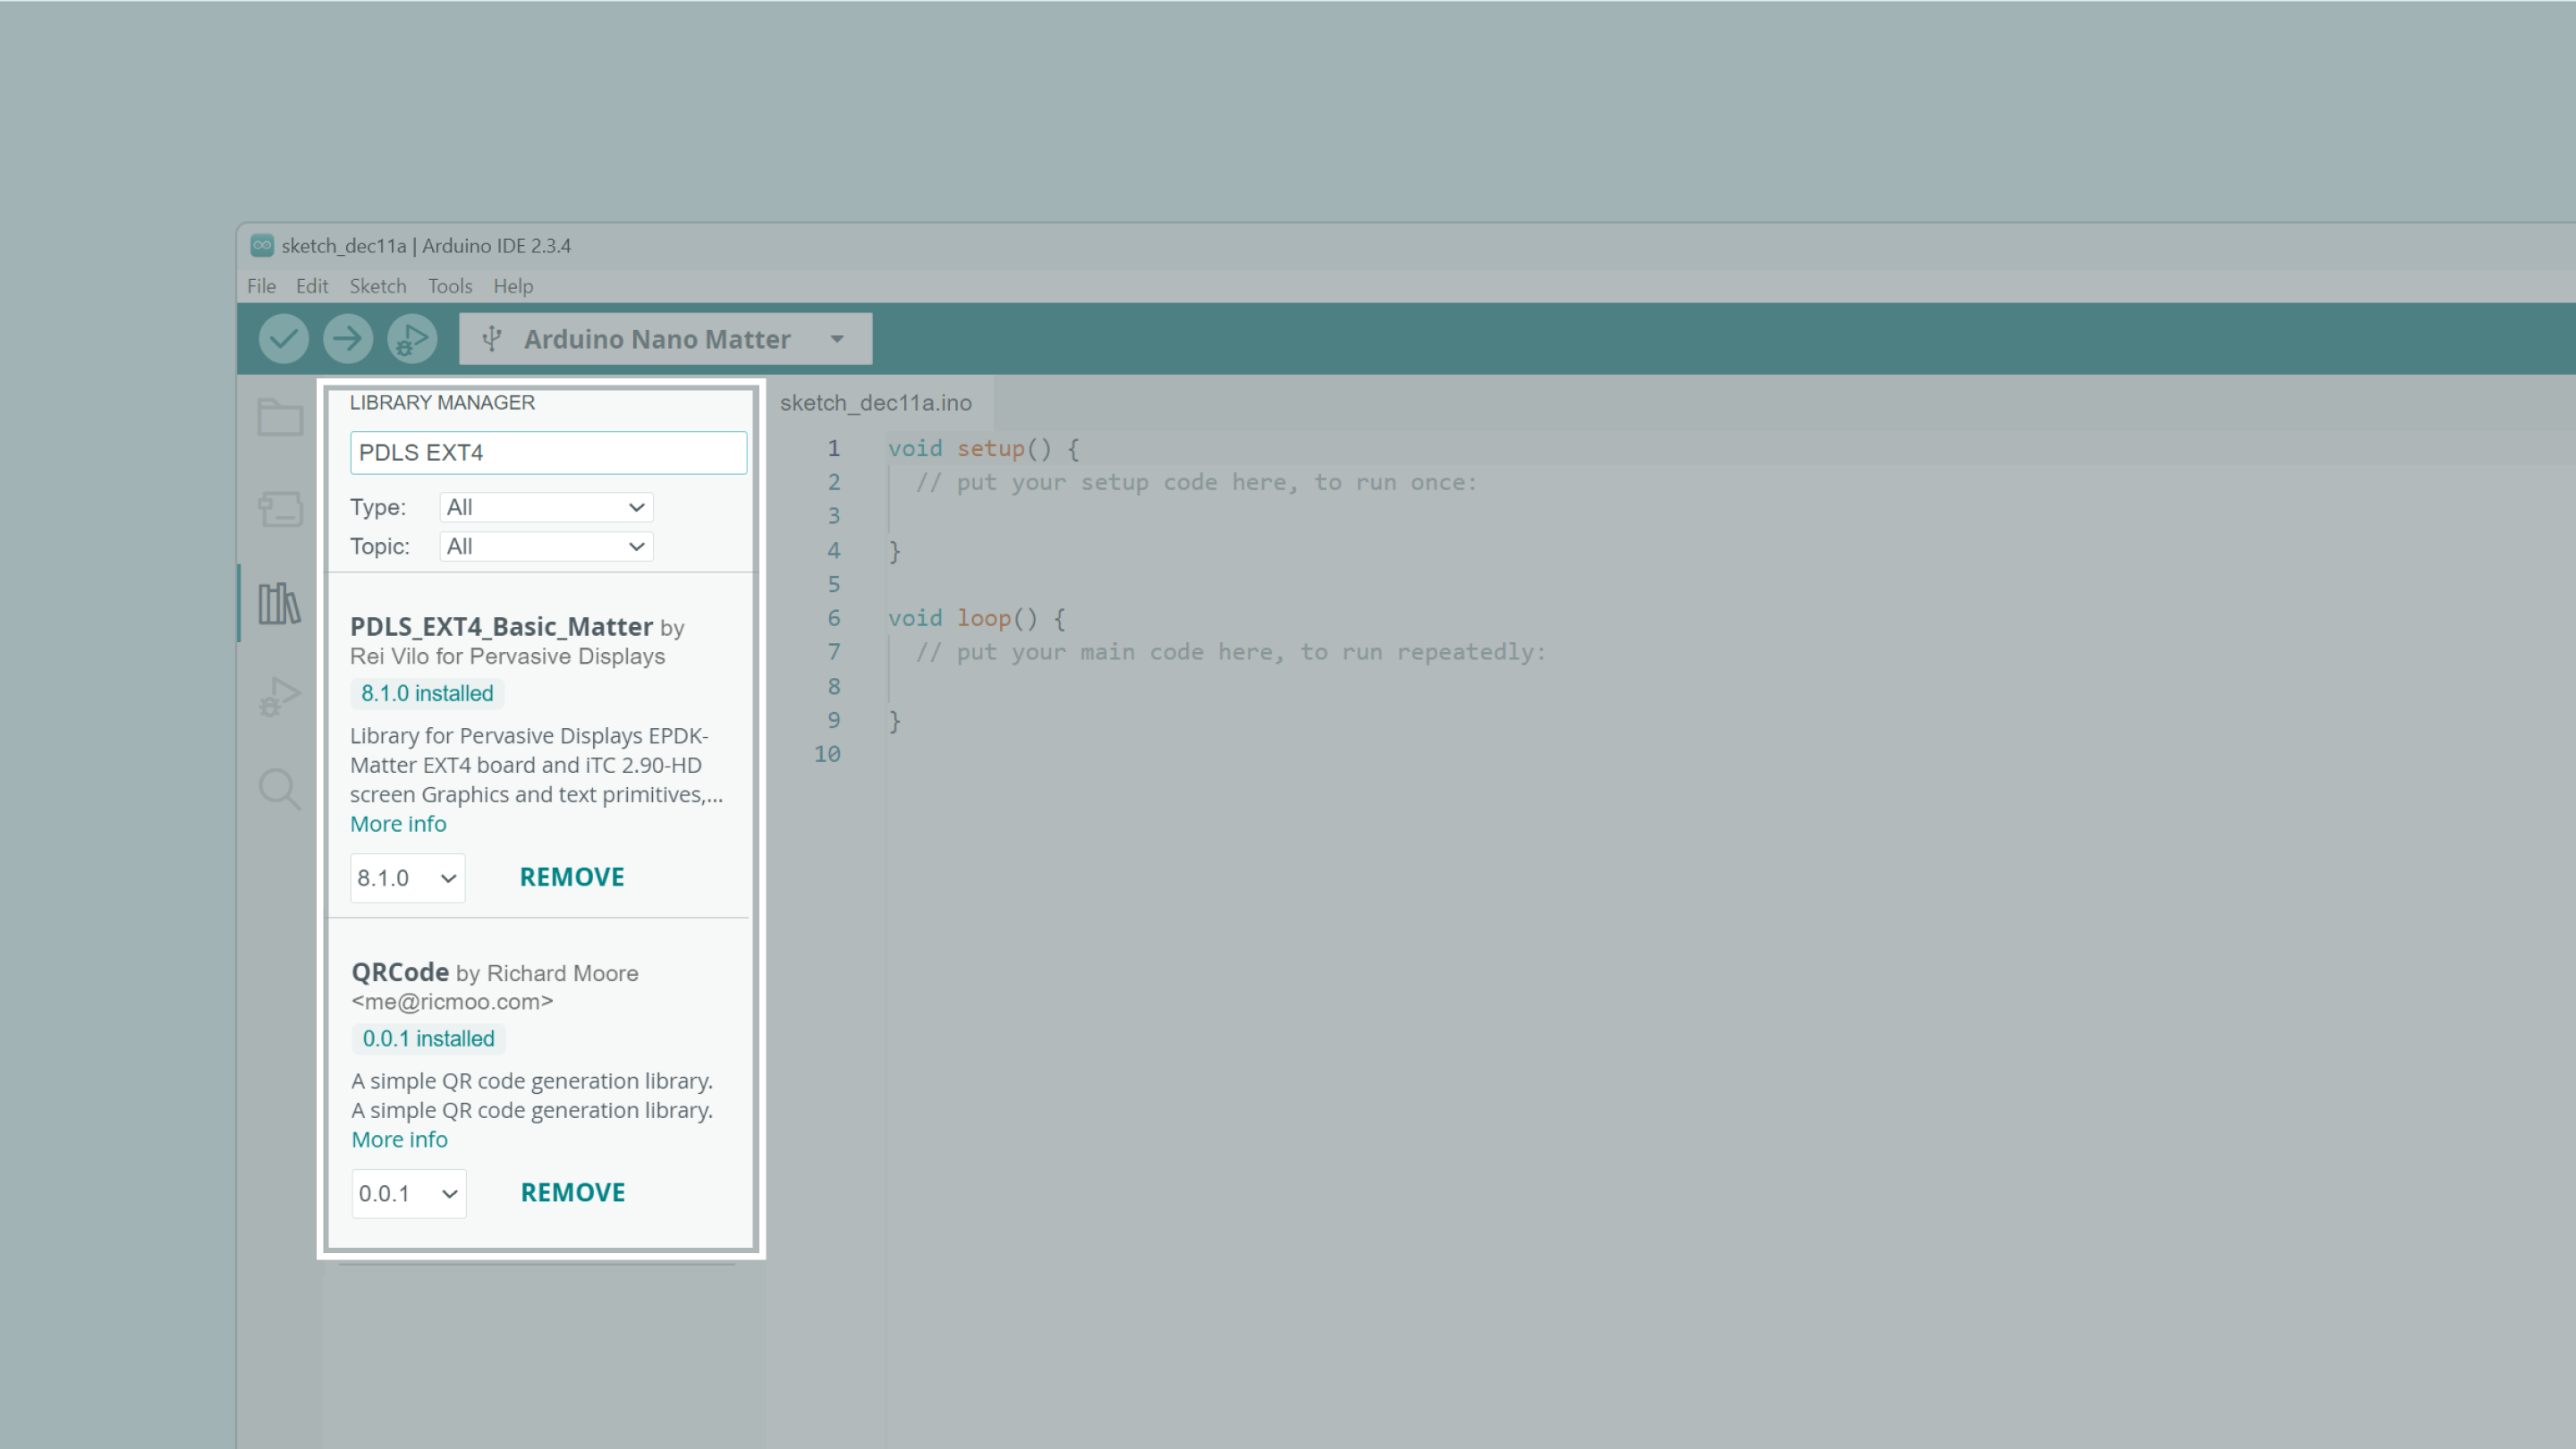 sketch_dec11a | Arduino IDE 2.3.4
File Edit Sketch Tools Help
Arduino Nano Matter
LIBRARY MANAGER
PDLS EXT4
Type: All
Topic: All
PDLS_EXT4_Basic_Matter by
Rei Vilo for Pervasive Displays
8.1.0 installed
Library for Pervasive Displays EPDK-
Matter EXT4 board and iTC 2.90-HD
screen Graphics and text primitives,...
More info
8.1.0 REMOVE
QRCode by Richard Moore
<me@ricmoo.com>
0.0.1 installed
A simple QR code generation library.
A simple QR code generation library.
More info
0.0.1 REMOVE
sketch_dec11a.ino
1 void setup() {
2 // put your setup code here, to run once:
3
4 }
5
6 void loop() {
7 // put your main code here, to run repeatedly:
8
9 }
10